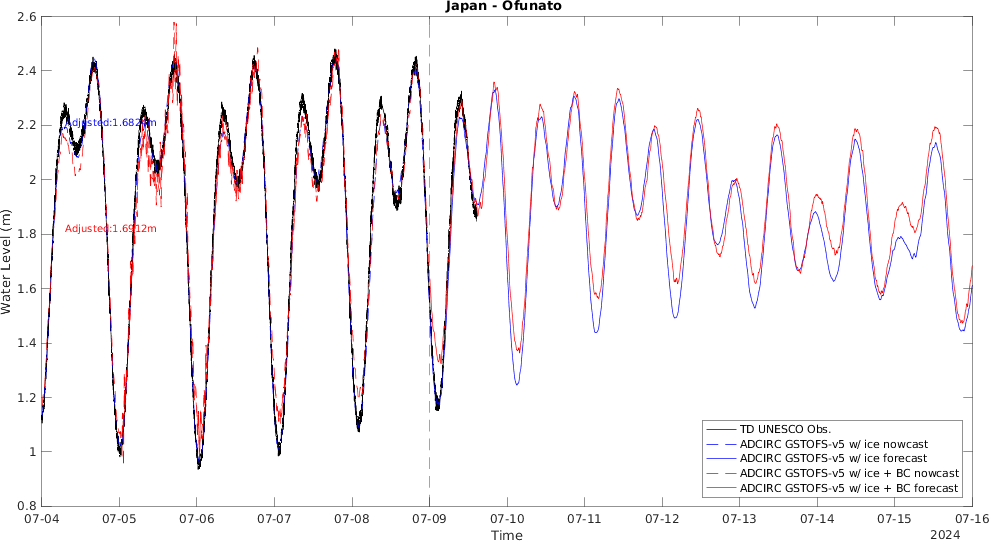 Japan - Ofunato
Water Level (m)
2.6
2.4
2.2
2
1.8
1.6
1.4
1.2
1
0.8
Adjusted:1.682 m
Adjusted:1.6912m
TD UNESCO Obs.
ADCIRC GSTOFS-v5 w/ ice nowcast
ADCIRC GSTOFS-v5 w/ ice forecast
ADCIRC GSTOFS-v5 w/ ice + BC nowcast
ADCIRC GSTOFS-v5 w/ ice + BC forecast
07-04 07-05 07-06 07-07 07-08 07-09 07-10 07-11 07-12 07-13 07-14 07-15 07-16
Time
2024